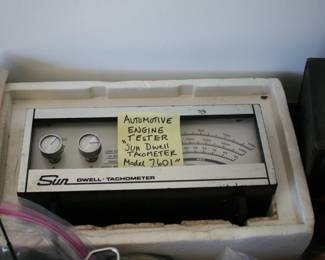 AUTOMOTIVE
ENGINE
TESTER
"Sun Dwell
TACOMETER
Model 7601"
Sun DWELL-TACHOMETER